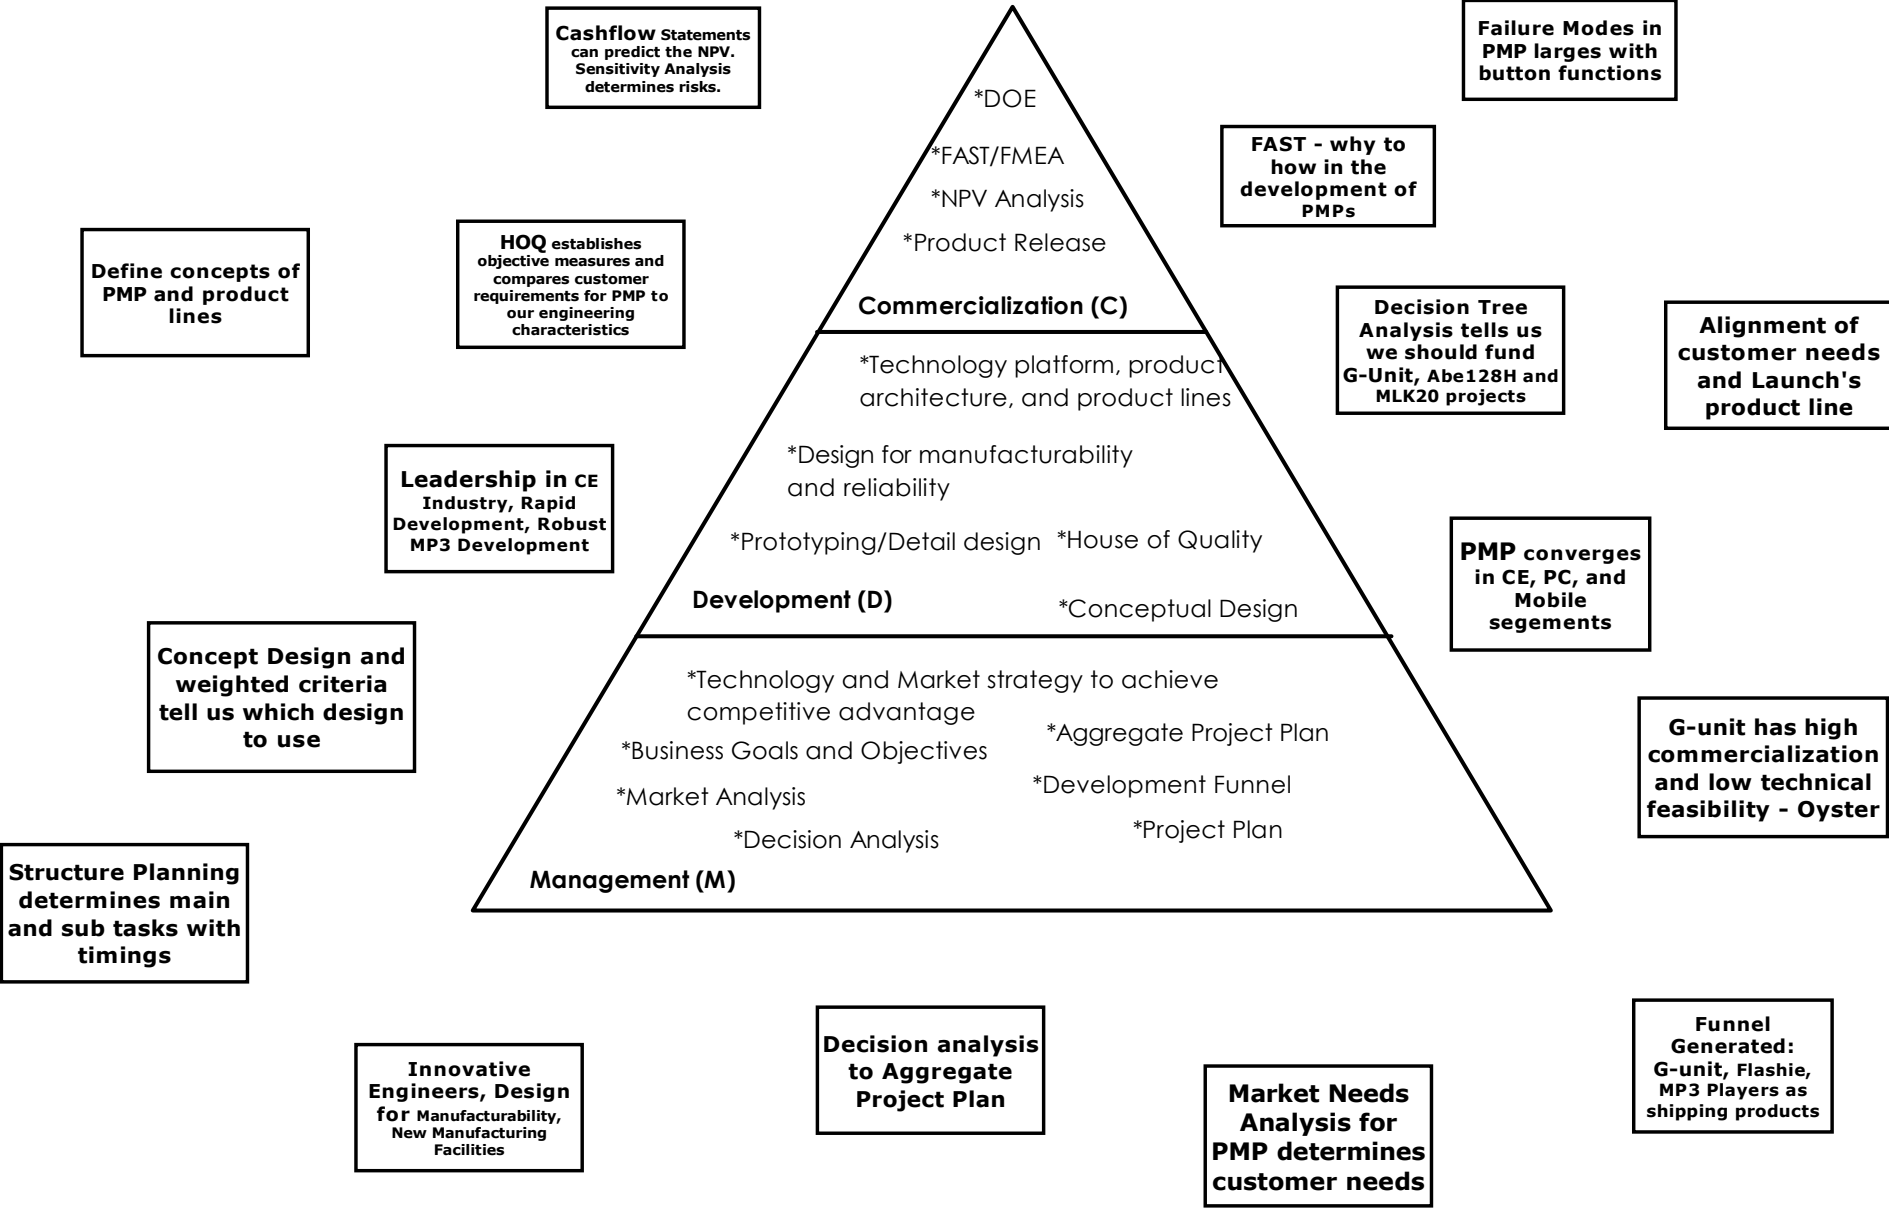 Cashflow Statements
can predict the NPV.
Sensitivity Analysis
determines risks.
Failure Modes in
PMP larges with
button functions
*DOE
*FAST/FMEA
*NPV Analysis
*Product Release
Commercialization (C)
FAST - why to
how in the
development of
PMPs
Define concepts of
PMP and product
lines
HOQ establishes
objective measures and
compares customer
requirements for PMP to
our engineering
characteristics
Decision Tree
Analysis tells us
we should fund
G-Unit, Abe128H and
MLK20 projects
Alignment of
customer needs
and Launch's
product line
*Technology platform, product
architecture, and product lines
*Design for manufacturability
and reliability
*Prototyping/Detail design
*House of Quality
Development (D)
*Conceptual Design
Leadership in CE
Industry, Rapid
Development, Robust
MP3 Development
PMP converges
in CE, PC, and
Mobile
segements
Concept Design and
weighted criteria
tell us which design
to use
*Technology and Market strategy to achieve
competitive advantage
*Aggregate Project Plan
*Business Goals and Objectives
*Development Funnel
*Market Analysis
*Project Plan
*Decision Analysis
Management (M)
G-unit has high
commercialization
and low technical
feasibility - Oyster
Structure Planning
determines main
and sub tasks with
timings
Innovative
Engineers, Design
for Manufacturability,
New Manufacturing
Facilities
Decision analysis
to Aggregate
Project Plan
Market Needs
Analysis for
PMP determines
customer needs
Funnel
Generated:
G-unit, Flashie,
MP3 Players as
shipping products